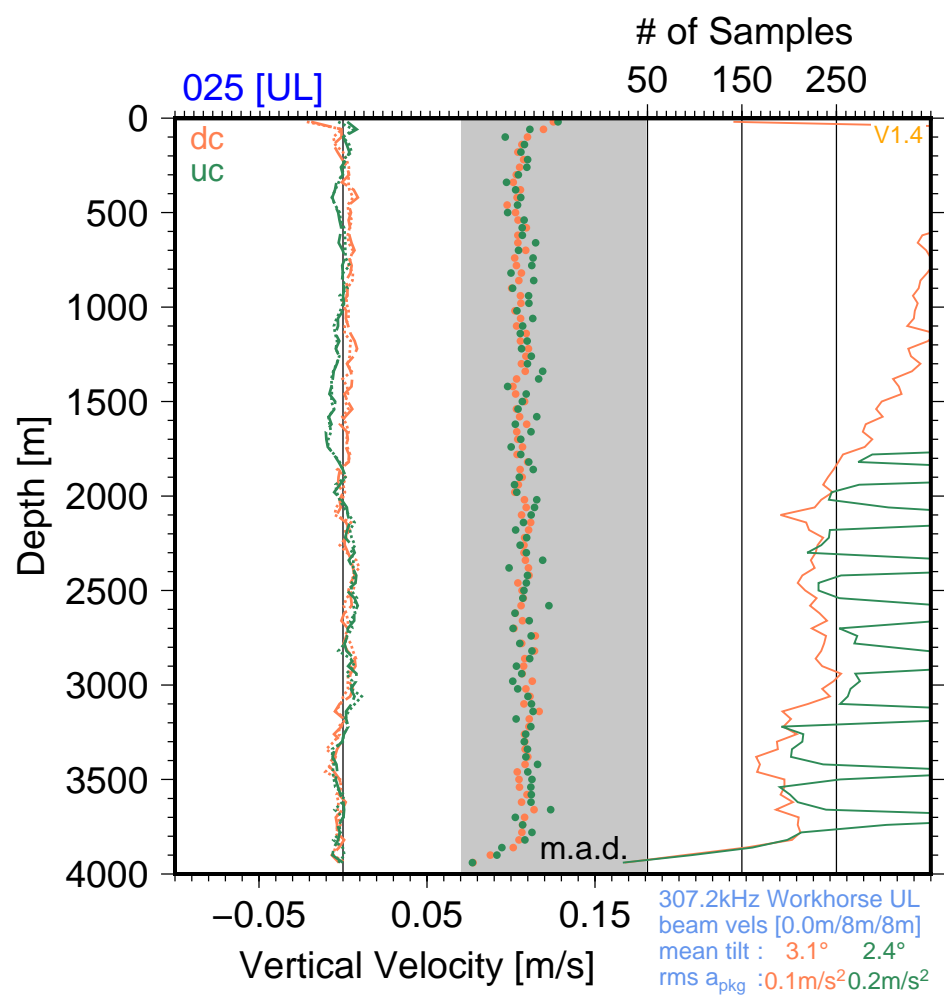 # of Samples
50 150 250
025 [UL]
dc
uc
V1.4
0
500
1000
1500
2000
2500
3000
3500
4000
Depth [m]
m.a.d.
−0.05 0.05 0.15
Vertical Velocity [m/s]
307.2kHz Workhorse UL
beam vels [0.0m/8m/8m]
mean tilt : 3.1° 2.4°
rms a_pkg :0.1m/s² 0.2m/s²